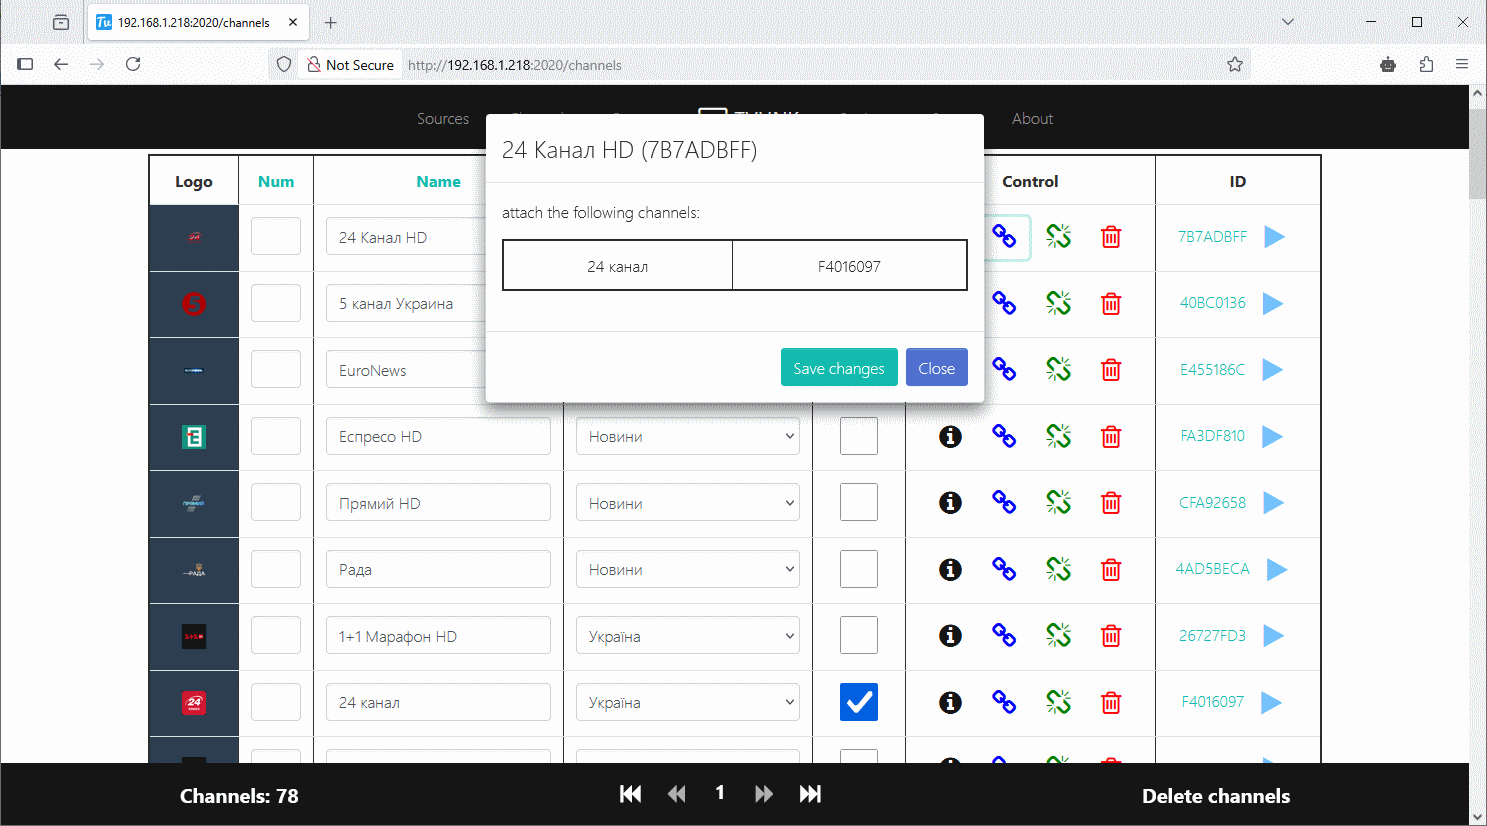 192.168.1.218:2020/channels
Not Secure
http://192.168.1.218:2020/channels
Sources
About
24 Канал HD (7B7ADBFF)
attach the following channels:
24 канал F4016097
Save changes Close
Logo Num Name Control ID
24 Канал HD 7B7ADBFF
5 канал Украина 40BC0136
EuroNews E455186C
Еспресо HD Новини FA3DF810
Прямий HD Новини CFA92658
РАДА Рада Новини 4AD5BECA
1+1 Марафон HD Україна 26727FD3
24 24 канал Україна F4016097
Channels: 78 1 Delete channels